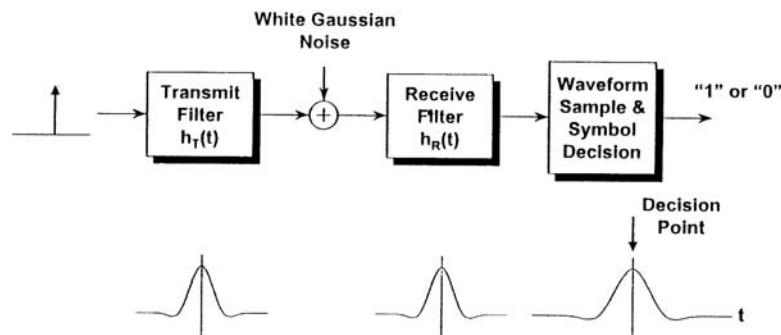 White Gaussian
Noise
Transmit
Filter
hT(t)
+
Receive
Filter
hR(t)
Waveform
Sample &
Symbol
Decision
“1” or “0”
Decision
Point
t